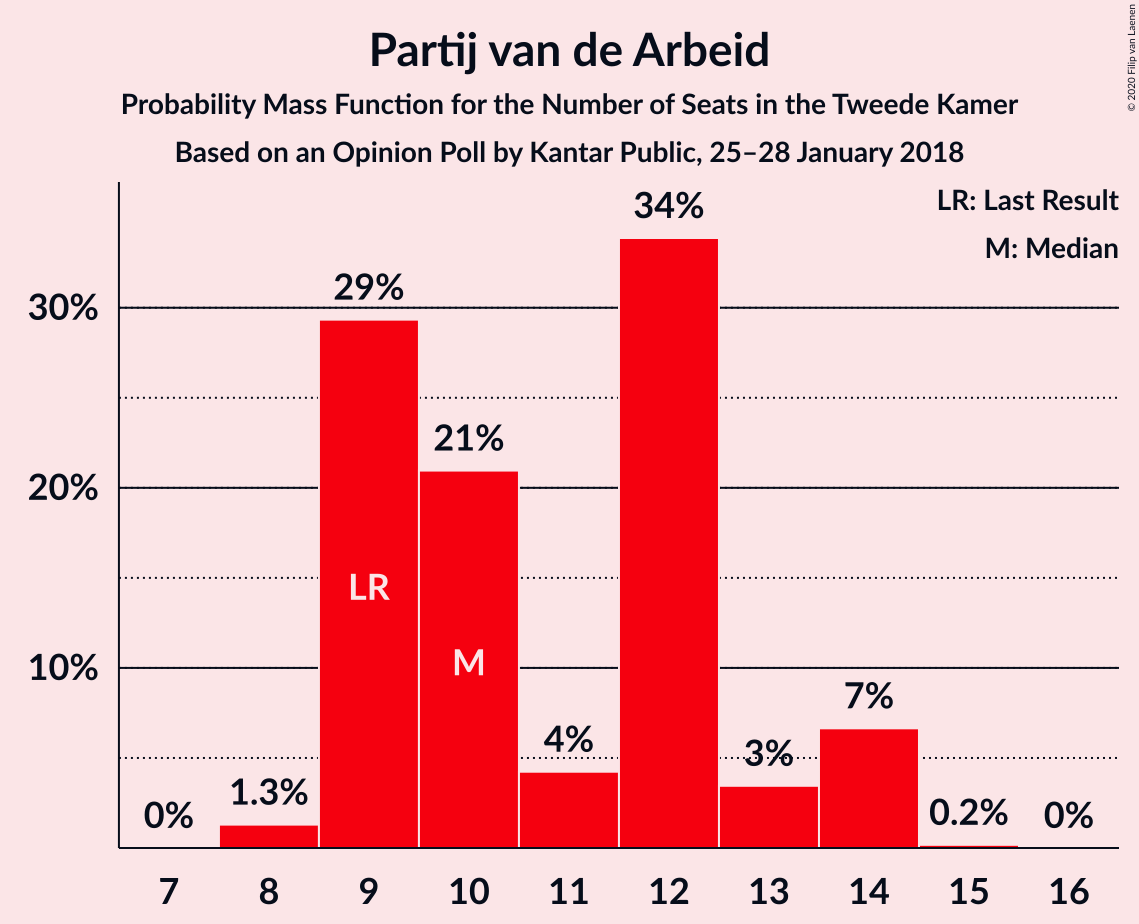 Partij van de Arbeid
Probability Mass Function for the Number of Seats in the Tweede Kamer
Based on an Opinion Poll by Kantar Public, 25–28 January 2018
© 2020 Filip van Laenen
LR: Last Result
M: Median
30%
20%
10%
0%
1.3%
29%
21%
4%
34%
3%
7%
0.2%
0%
LR
M
7 8 9 10 11 12 13 14 15 16